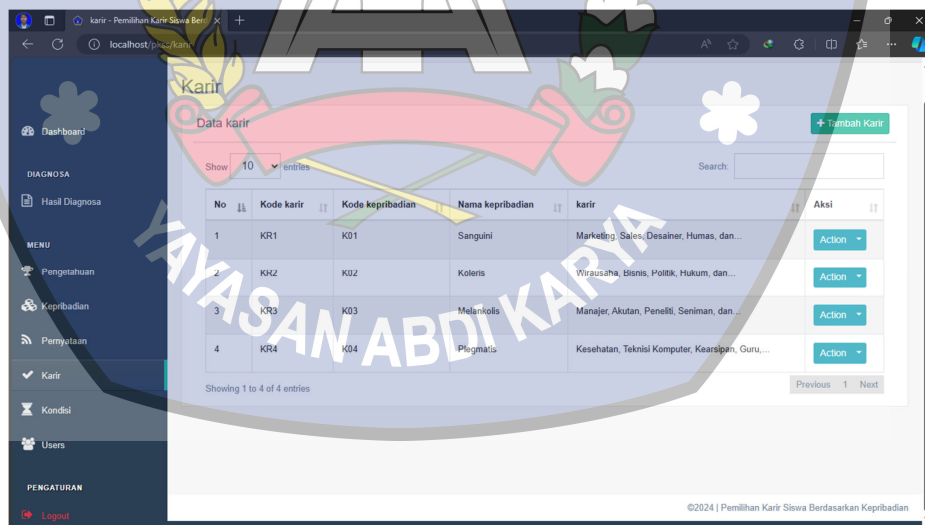 karir - Pemilihan Karir Siswa Ber
localhost/pkss/karir
Karir
Data karir
+ Tambah Karir
Show 10 entries
Search:
No Kode karir Kode kepribadian Nama kepribadian karir Aksi
1 KR1 K01 Sanguini Marketing, Sales, Desainer, Humas, dan... Action
2 KR2 K02 Koleris Wirausaha, Bisnis, Politik, Hukum, dan... Action
3 KR3 K03 Melankolis Manajer, Akutan, Peneliti, Seniman, dan... Action
4 KR4 K04 Plegmatis Kesehatan, Teknisi Komputer, Kearsipan, Guru,... Action
Showing 1 to 4 of 4 entries
Previous 1 Next
Dashboard
DIAGNOSA
Hasil Diagnosa
MENU
Pengetahuan
Kepribadian
Pernyataan
Karir
Kondisi
Users
PENGATURAN
Logout
©2024 | Pemilihan Karir Siswa Berdasarkan Kepribadian
YAYASAN ABDI KARYA